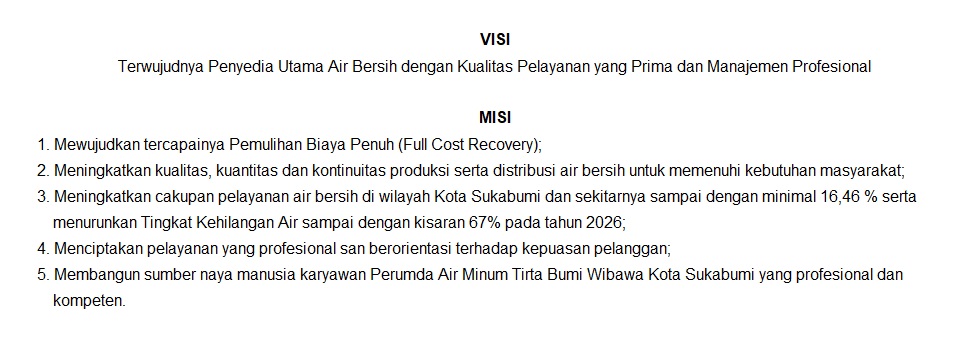 VISI
Terwujudnya Penyedia Utama Air Bersih dengan Kualitas Pelayanan yang Prima dan Manajemen Profesional
MISI
1. Mewujudkan tercapainya Pemulihan Biaya Penuh (Full Cost Recovery);
2. Meningkatkan kualitas, kuantitas dan kontinuitas produksi serta distribusi air bersih untuk memenuhi kebutuhan masyarakat;
3. Meningkatkan cakupan pelayanan air bersih di wilayah Kota Sukabumi dan sekitarnya sampai dengan minimal 16,46 % serta
menurunkan Tingkat Kehilangan Air sampai dengan kisaran 67% pada tahun 2026;
4. Menciptakan pelayanan yang profesional san berorientasi terhadap kepuasan pelanggan;
5. Membangun sumber naya manusia karyawan Perumda Air Minum Tirta Bumi Wibawa Kota Sukabumi yang profesional dan
kompeten.